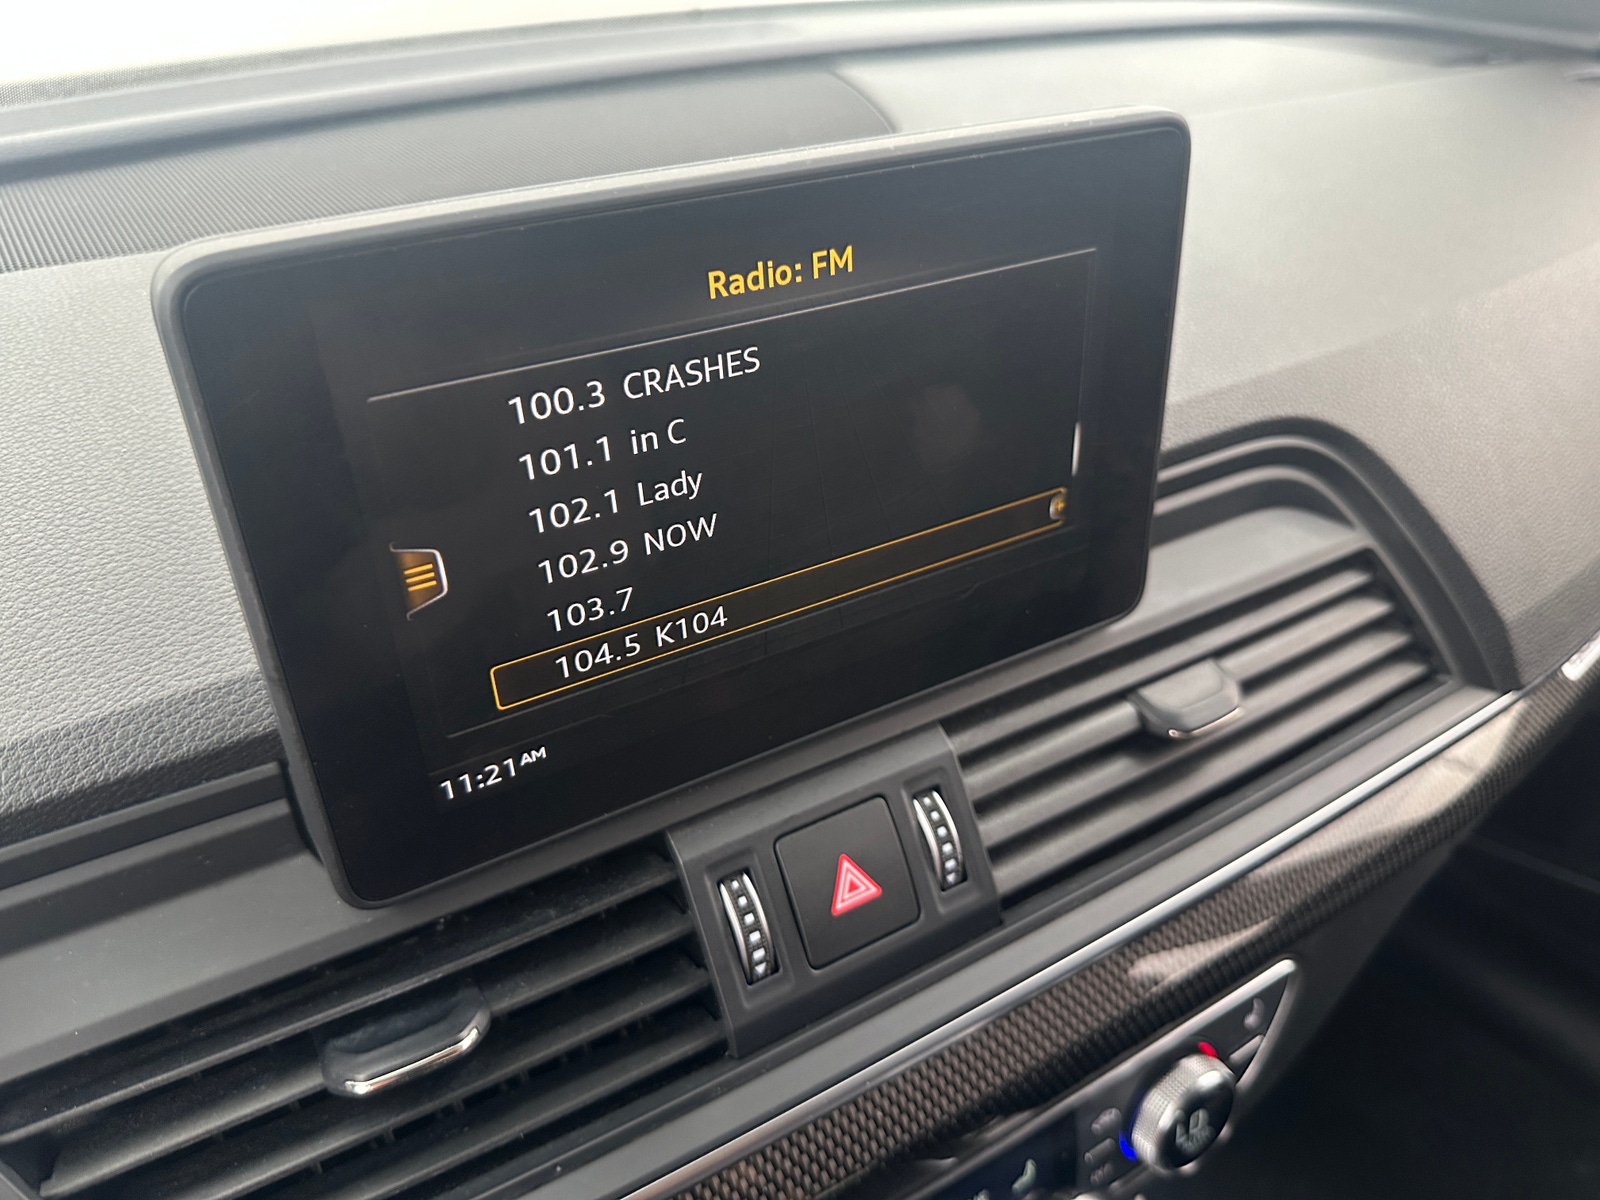 Radio: FM
100.3 CRASHES
101.1 in C
102.1 Lady
102.9 NOW
103.7
104.5 K104
11:21 AM